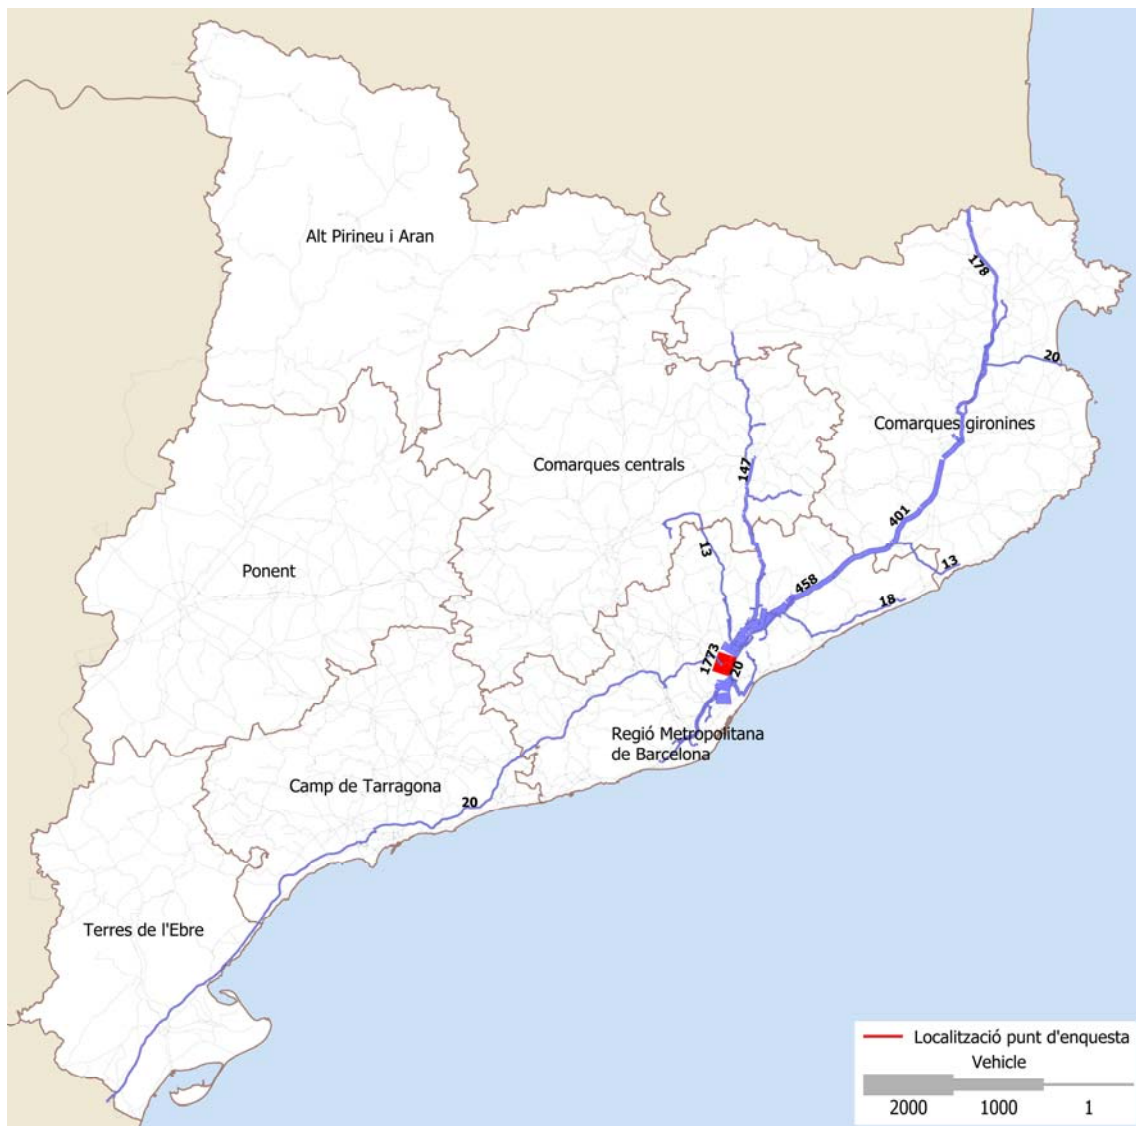 Alt Pirineu i Aran
178
20
Comarques gironines
Comarques centrals
147
401
13
Ponent
458
13
18
1773
20
Regió Metropolitana
de Barcelona
Camp de Tarragona
20
Terres de l'Ebre
Localització punt d'enquesta
Vehicle
2000 1000 1